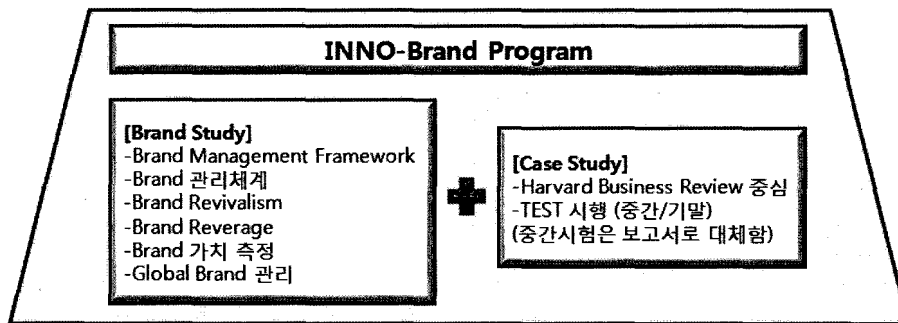 INNO-Brand Program
[Brand Study]
-Brand Management Framework
-Brand 관리체계
-Brand Revivalism
-Brand Reverage
-Brand 가치 측정
-Global Brand 관리
[Case Study]
-Harvard Business Review 중심
-TEST 시행 (중간/기말)
(중간시험은 보고서로 대체함)